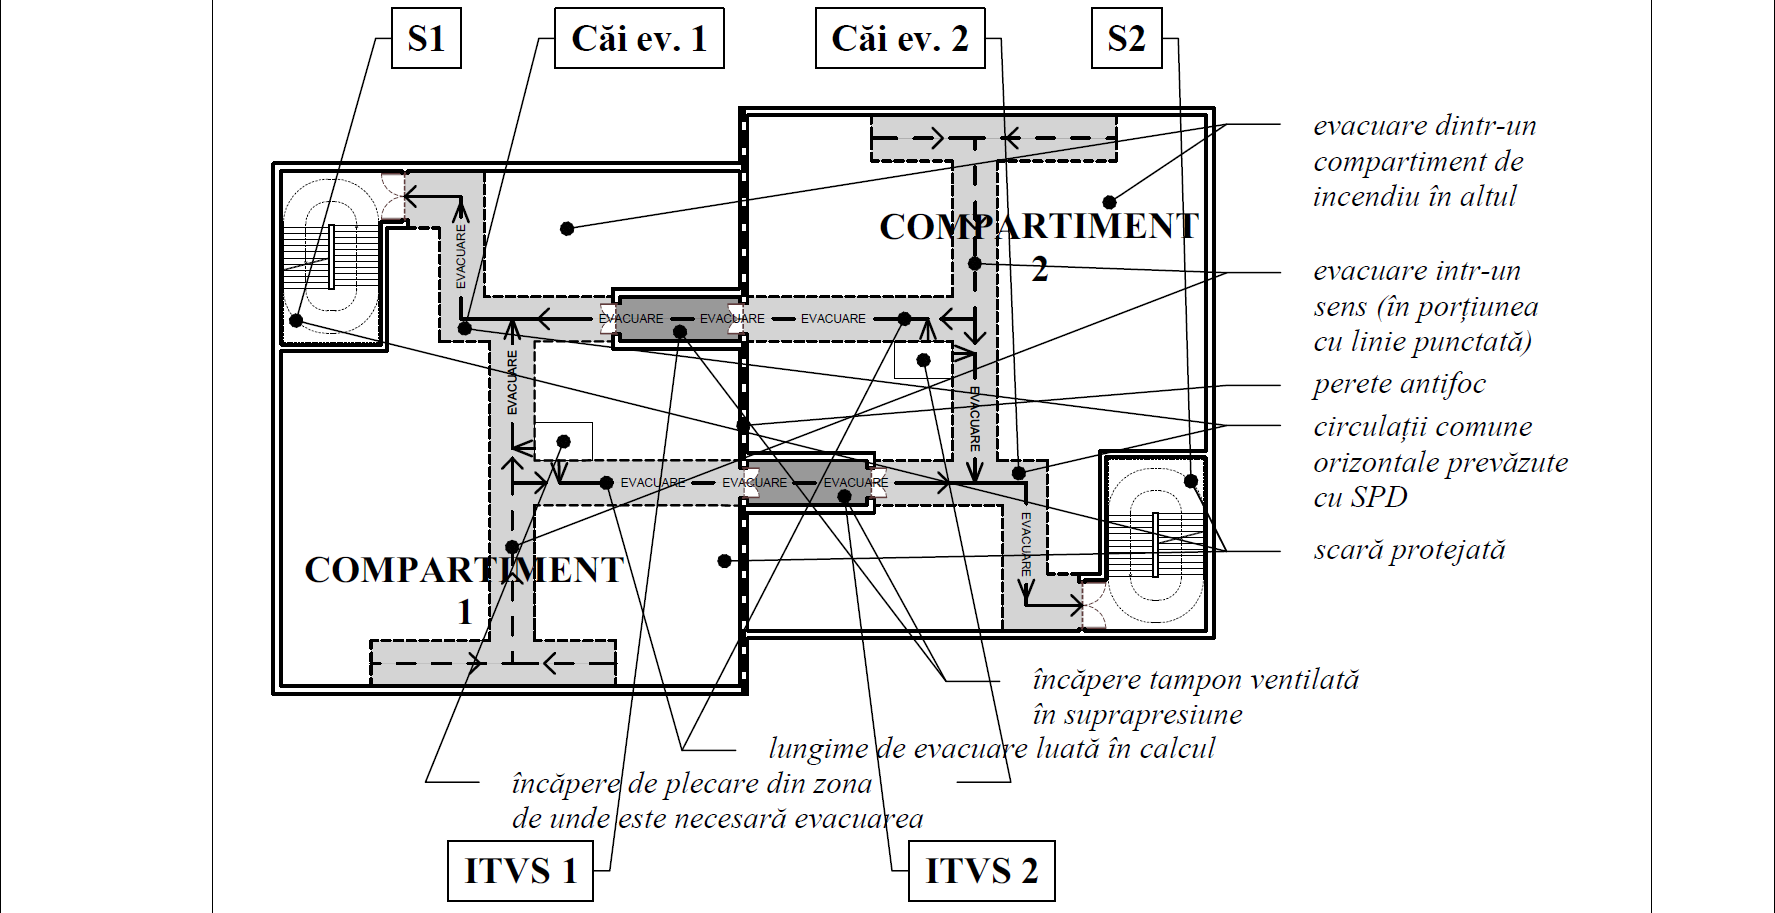 S1
Căi ev. 1
Căi ev. 2
S2
evacuare dintr-un
compartiment de
incendiu în altul
COMPARTIMENT
2
EVACUARE
evacuare intr-un
sens (în porțiunea
cu linie punctată)
EVACUARE
EVACUARE
EVACUARE
EVACUARE
perete antifoc
EVACUARE
circulații comune
orizontale prevăzute
cu SPD
EVACUARE
EVACUARE
EVACUARE
EVACUARE
scară protejată
COMPARTIMENT
1
încăpere tampon ventilată
în suprapresiune
lungime de evacuare luată în calcul
încăpere de plecare din zona
de unde este necesară evacuarea
ITVS 1
ITVS 2